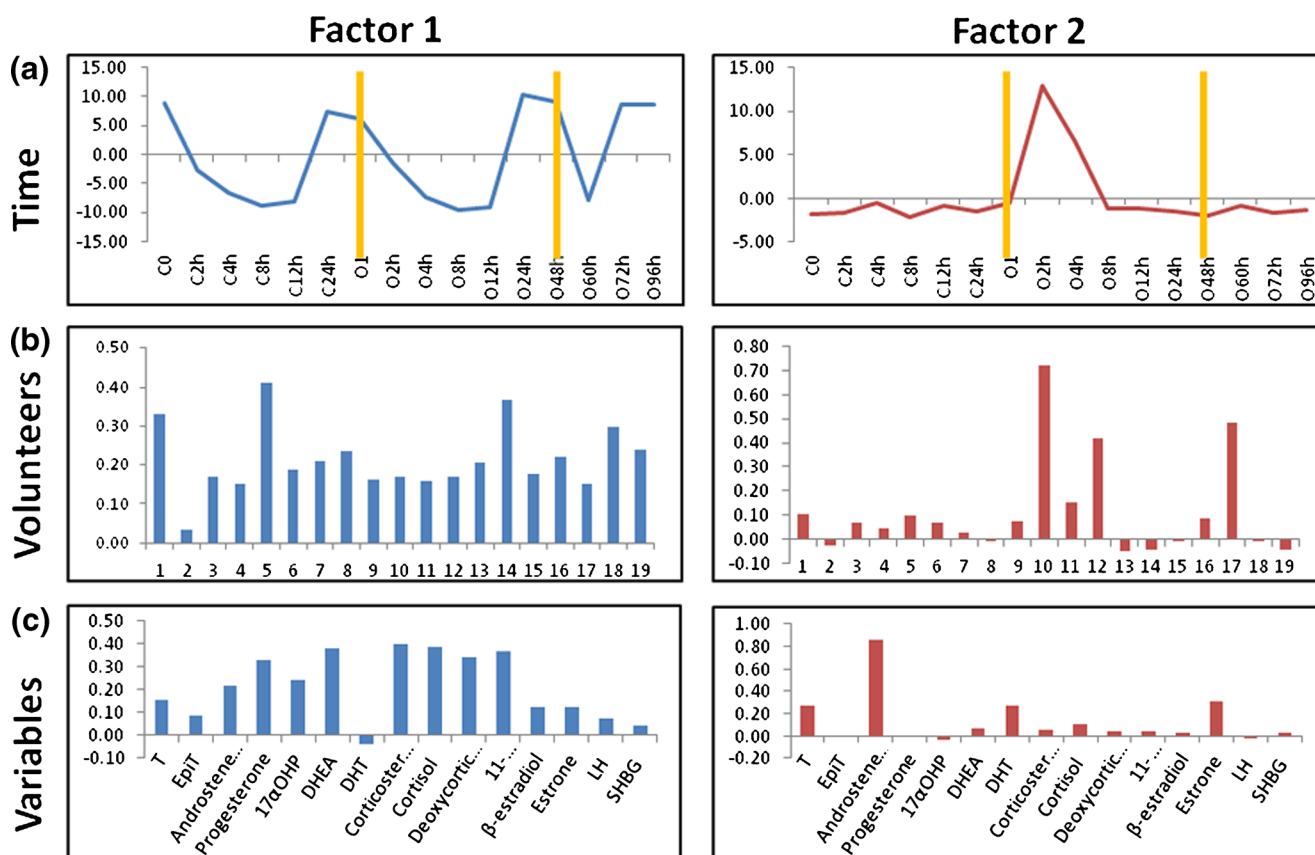 Factor 1
Factor 2
(a)
Time
15.00
10.00
5.00
0.00
-5.00
-10.00
-15.00
C0
C2h
C4h
C8h
C12h
C24h
O1
O2h
O4h
O8h
O12h
O24h
O48h
O60h
O72h
O96h
15.00
10.00
5.00
0.00
-5.00
C0
C2h
C4h
C8h
C12h
C24h
O1
O2h
O4h
O8h
O12h
O24h
O48h
O60h
O72h
O96h
(b)
Volunteers
0.50
0.40
0.30
0.20
0.10
0.00
1 2 3 4 5 6 7 8 9 10 11 12 13 14 15 16 17 18 19
0.80
0.70
0.60
0.50
0.40
0.30
0.20
0.10
0.00
-0.10
1 2 3 4 5 6 7 8 9 10 11 12 13 14 15 16 17 18 19
(c)
Variables
0.50
0.40
0.30
0.20
0.10
0.00
-0.10
T
EpiT
Androstene...
Progesterone
17αOHP
DHEA
DHT
Corticoster...
Cortisol
Deoxycortic...
11-...
β-estradiol
Estrone
LH
SHBG
1.00
0.80
0.60
0.40
0.20
0.00
-0.20
T
EpiT
Androstene...
Progesterone
17αOHP
DHEA
DHT
Corticoster...
Cortisol
Deoxycortic...
11-...
β-estradiol
Estrone
LH
SHBG